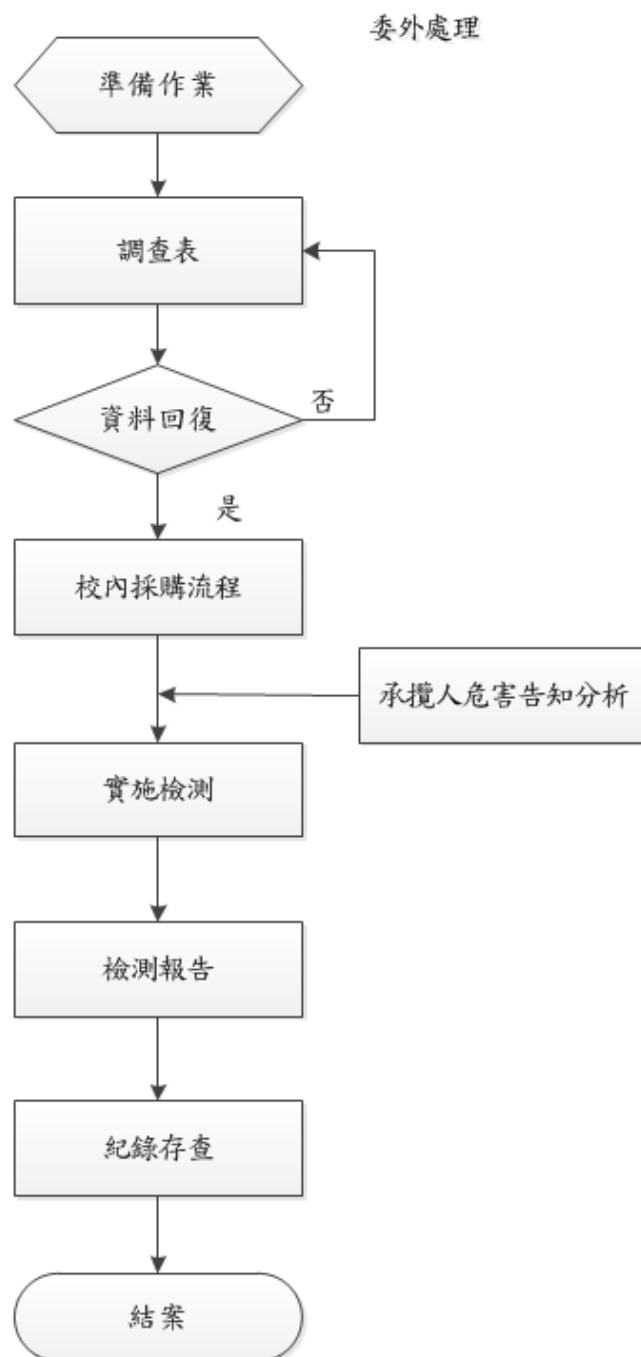 委外處理
準備作業
調查表
資料回復
否
是
校內採購流程
承攬人危害告知分析
實施檢測
檢測報告
紀錄存查
結案